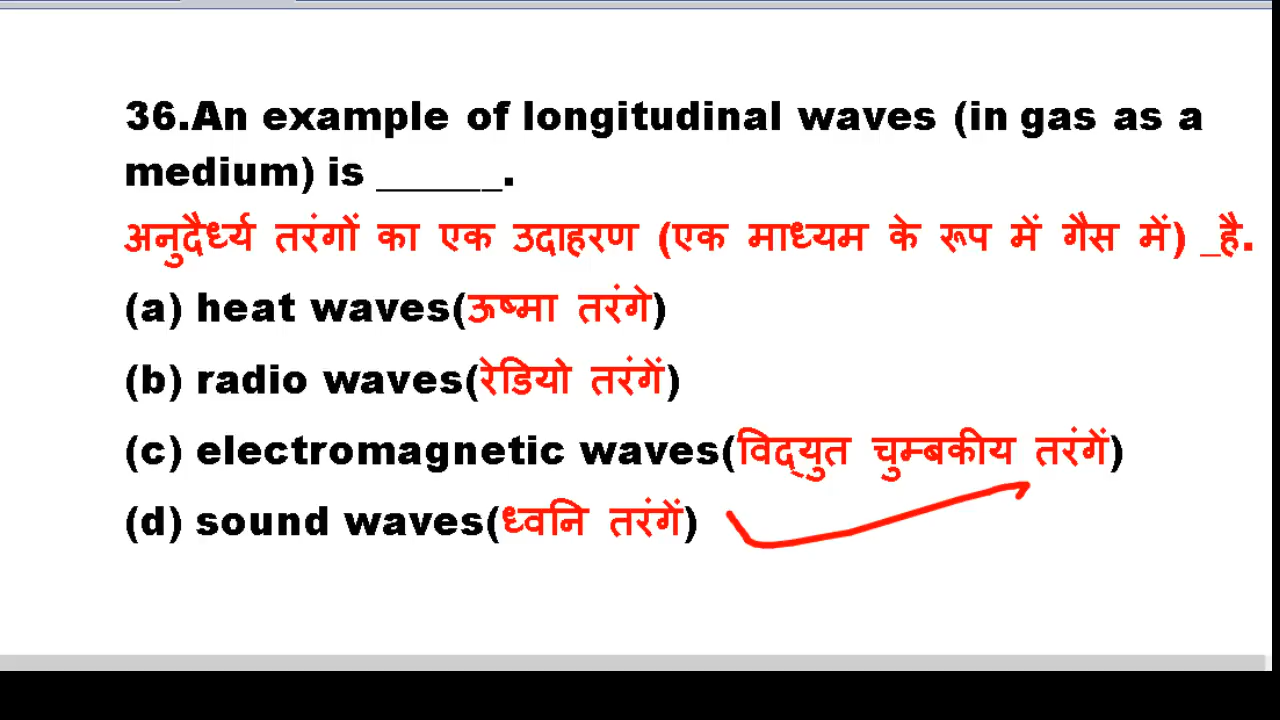 36.An example of longitudinal waves (in gas as a
medium) is ______.
अनुदैर्ध्य तरंगों का एक उदाहरण (एक माध्यम के रूप में गैस में) _है.
(a) heat waves(ऊष्मा तरंगे)
(b) radio waves(रेडियो तरंगें)
(c) electromagnetic waves(विद्युत चुम्बकीय तरंगें)
(d) sound waves(ध्वनि तरंगें)